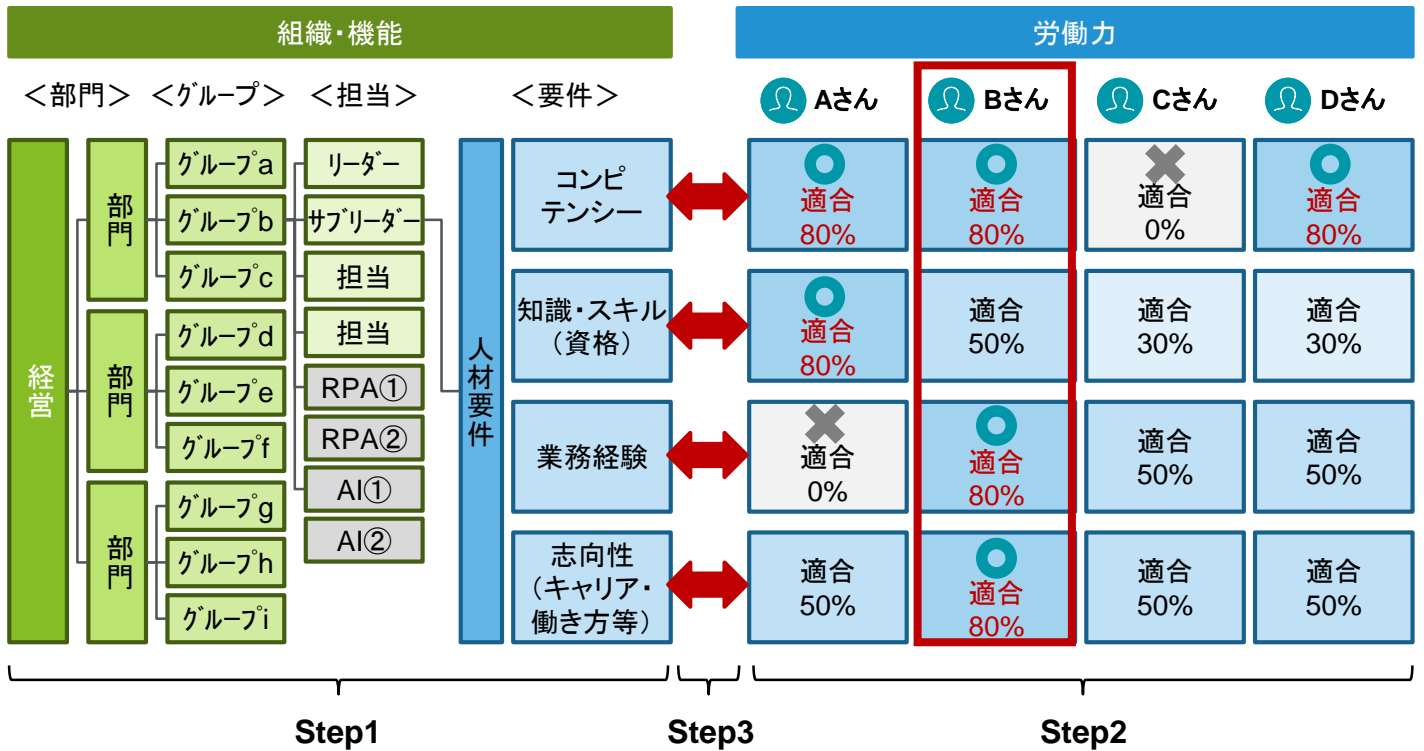 組織・機能
労働力
＜部門＞
＜グループ＞
＜担当＞
＜要件＞
Aさん
Bさん
Cさん
Dさん
経営
部門
部門
部門
グループa
グループb
グループc
グループd
グループe
グループf
グループg
グループh
グループi
リーダー
サブリーダー
担当
担当
RPA①
RPA②
AI①
AI②
人材要件
コンピ
テンシー
適合
80%
適合
80%
適合
0%
適合
80%
知識・スキル
（資格）
適合
80%
適合
50%
適合
30%
適合
30%
業務経験
適合
0%
適合
80%
適合
50%
適合
50%
志向性
（キャリア・
働き方等）
適合
50%
適合
80%
適合
50%
適合
50%
Step1
Step3
Step2